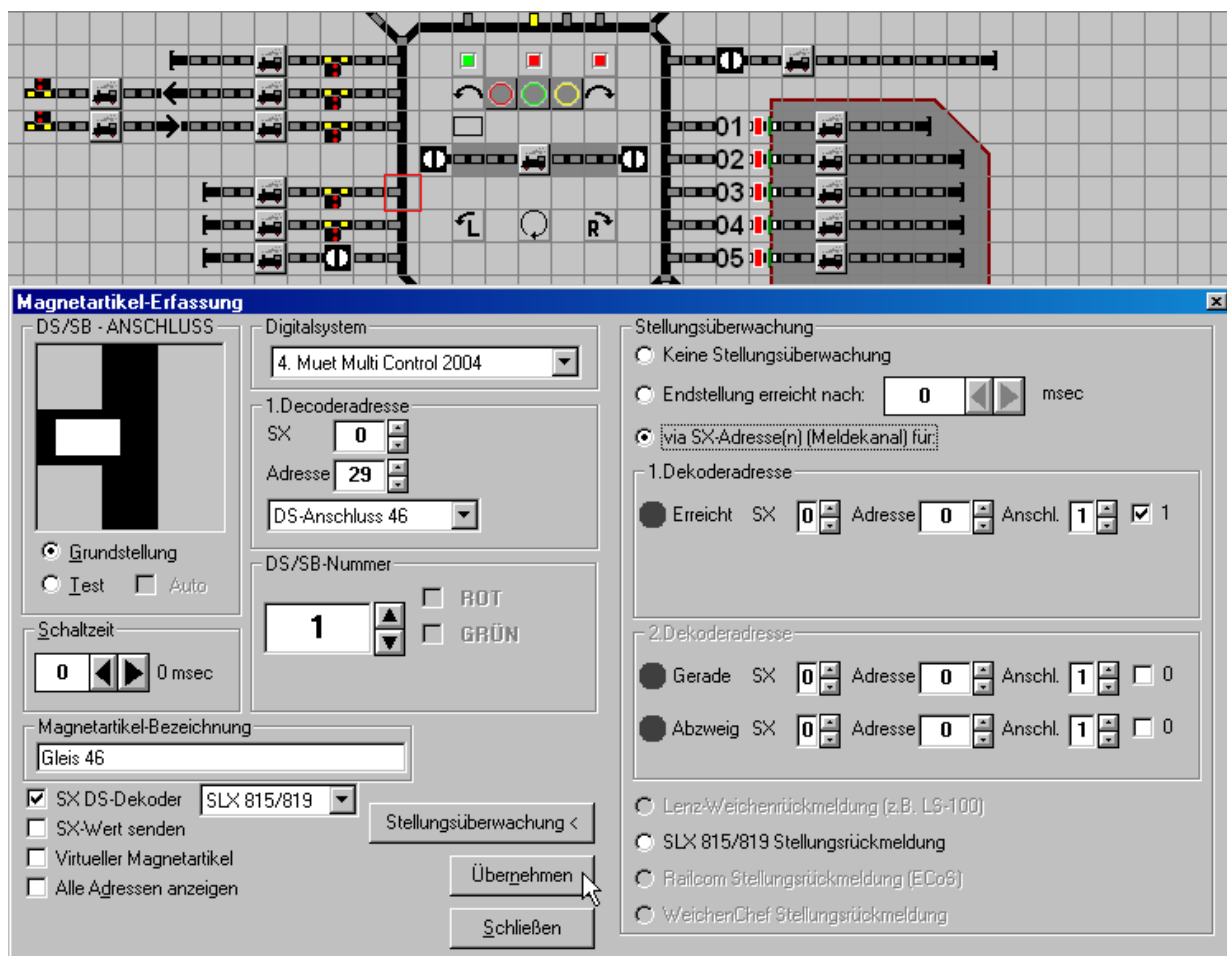 01
02
03
04
05
L
R
Magnetartikel-Erfassung
DS/SB - ANSCHLUSS
Grundstellung
Test
Auto
Schaltzeit
0
0 msec
Digitalsystem
4. Muet Multi Control 2004
1.Decoderadresse
SX 0
Adresse 29
DS-Anschluss 46
DS/SB-Nummer
1
ROT
GRÜN
Magnetartikel-Bezeichnung
Gleis 46
SX DS-Dekoder SLX 815/819
SX-Wert senden
Virtueller Magnetartikel
Alle Adressen anzeigen
Stellungsüberwachung <
Übernehmen
Schließen
Stellungsüberwachung
Keine Stellungsüberwachung
Endstellung erreicht nach: 0 msec
via SX-Adresse(n) (Meldekanal) für:
1.Dekoderadresse
Erreicht SX 0 Adresse 0 Anschl. 1 1
2.Dekoderadresse
Gerade SX 0 Adresse 0 Anschl. 1 0
Abzweig SX 0 Adresse 0 Anschl. 1 0
Lenz-Weichenrückmeldung (z.B. LS-100)
SLX 815/819 Stellungsrückmeldung
Railcom Stellungsrückmeldung (ECoS)
WeichenChef Stellungsrückmeldung